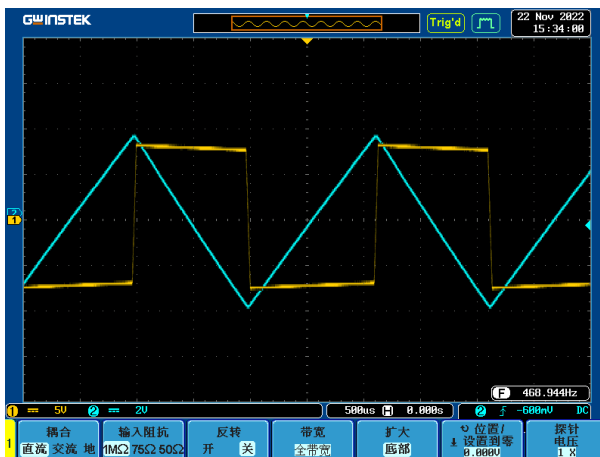 GWINSTEK
Trig'd
22 Nov 2022
15:34:00
2
1
F 468.944Hz
1 5V 2 2V 500us H 0.000s 2 -600mV DC
1
耦合
直流 交流 地
输入阻抗
1MΩ 75Ω 50Ω
反转
开 关
带宽
全带宽
扩大
底部
位置/
设置到零
0.000V
探针
电压
1 X